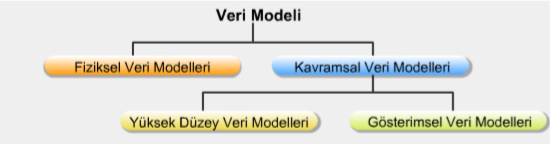 Veri Modeli
Fiziksel Veri Modelleri
Kavramsal Veri Modelleri
Yüksek Düzey Veri Modelleri
Gösterimsel Veri Modelleri